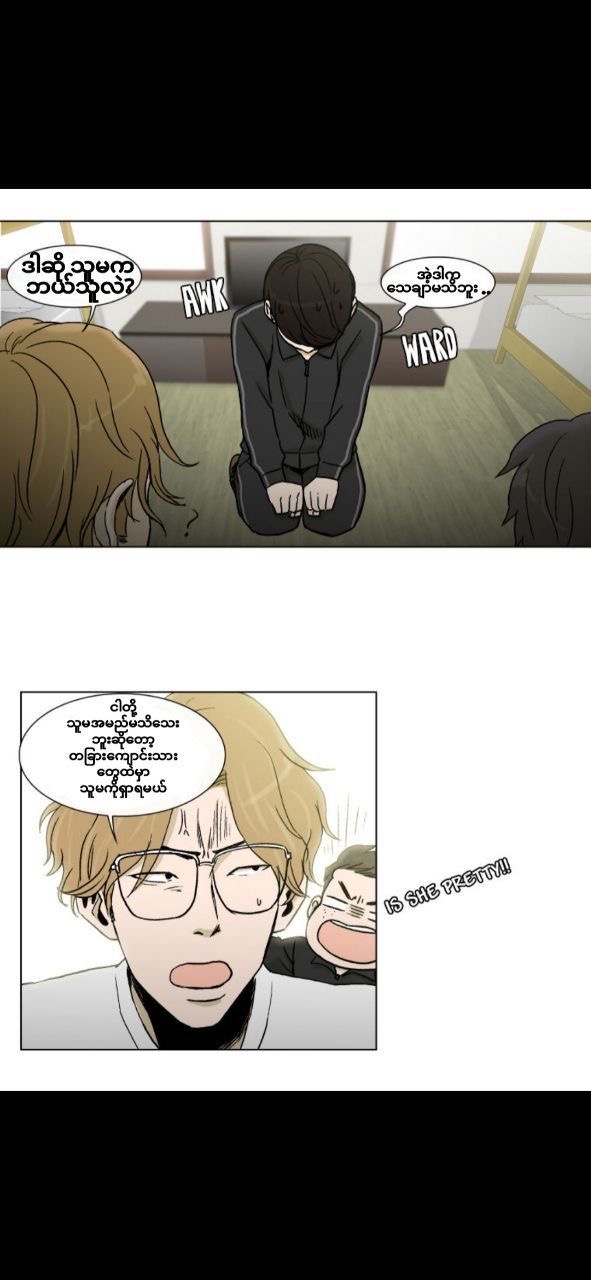 ဒါဆို သူမက
ဘယ်သူလဲ?
အဲ့ဒါက
သေချာမသိဘူး ..
AWK
WARD
?
ငါတို့
သူမအမည်မသိသေး
ဘူးဆိုတော့
တခြားကျောင်းသား
တွေထဲမှာ
သူမကိုရှာရမယ်
IS SHE PRETTY!!